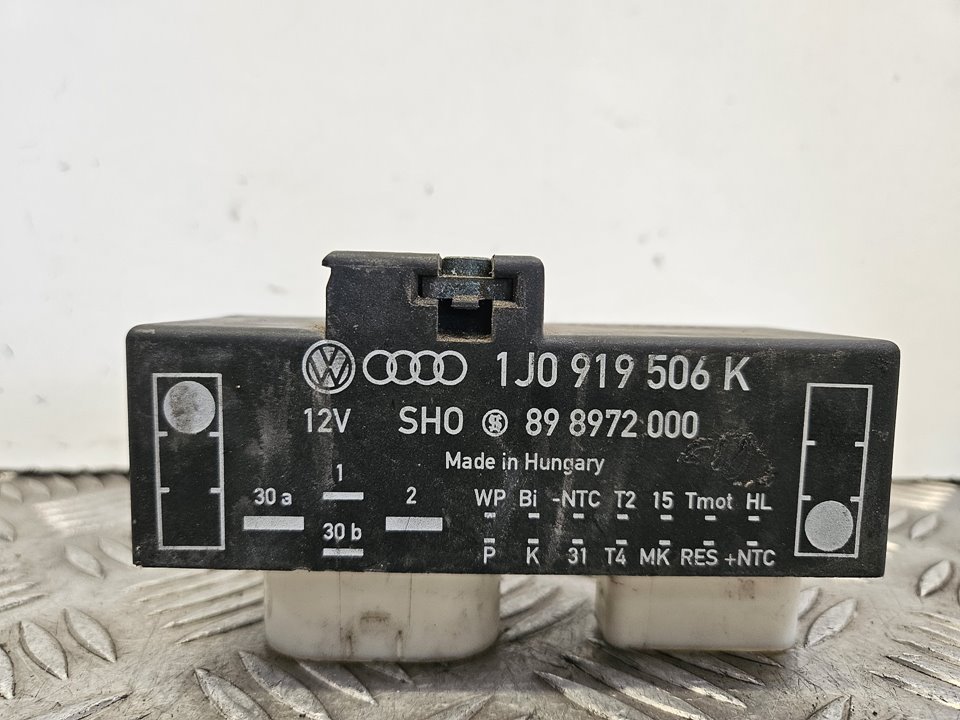 1J0 919 506 K
12V SHO 89 8972 000
Made in Hungary
1
30 a 2 WP Bi -NTC T2 15 Tmot HL
30 b P K 31 T4 MK RES +NTC